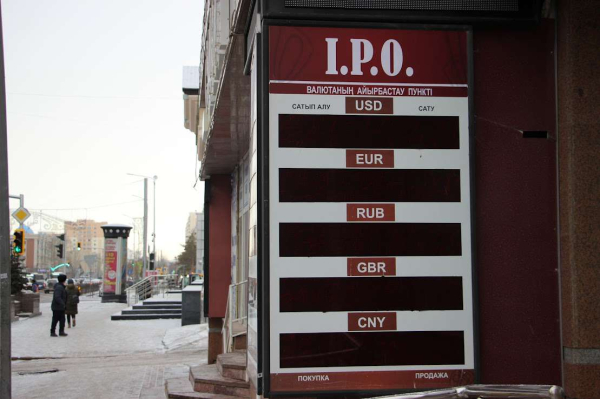 I.P.O.
ВАЛЮТАНЫҢ АЙЫРБАСТАУ ПУНКТІ
САТЫП АЛУ USD САТУ
EUR
RUB
GBR
CNY
ПОКУПКА ПРОДАЖА